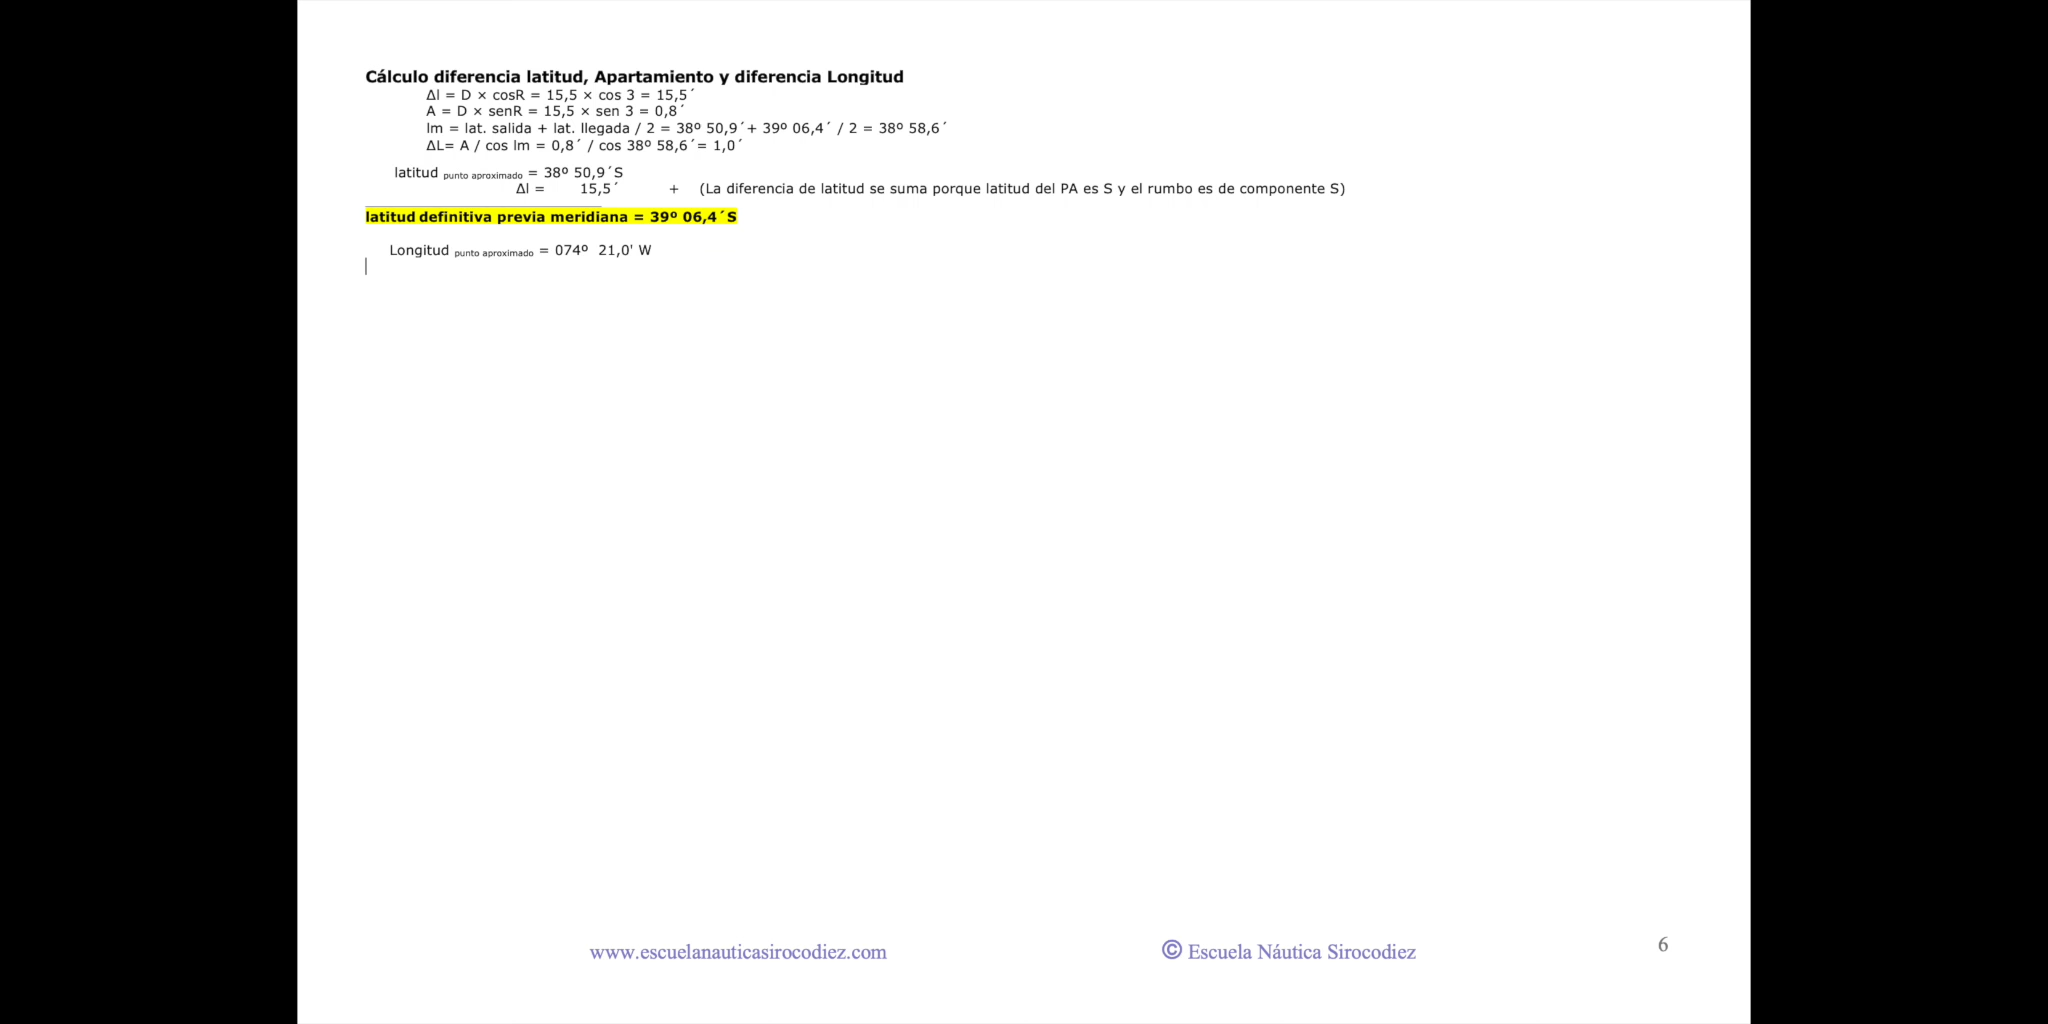 Cálculo diferencia latitud, Apartamiento y diferencia Longitud
Δl = D × cosR = 15,5 × cos 3 = 15,5´
A = D × senR = 15,5 × sen 3 = 0,8´
lm = lat. salida + lat. llegada / 2 = 38º 50,9´+ 39º 06,4´ / 2 = 38º 58,6´
ΔL= A / cos lm = 0,8´ / cos 38º 58,6´= 1,0´
latitud punto aproximado = 38º 50,9´S
Δl = 15,5´ + (La diferencia de latitud se suma porque latitud del PA es S y el rumbo es de componente S)
latitud definitiva previa meridiana = 39º 06,4´S
Longitud punto aproximado = 074º 21,0' W
www.escuelanauticasirocodiez.com © Escuela Náutica Sirocodiez 6